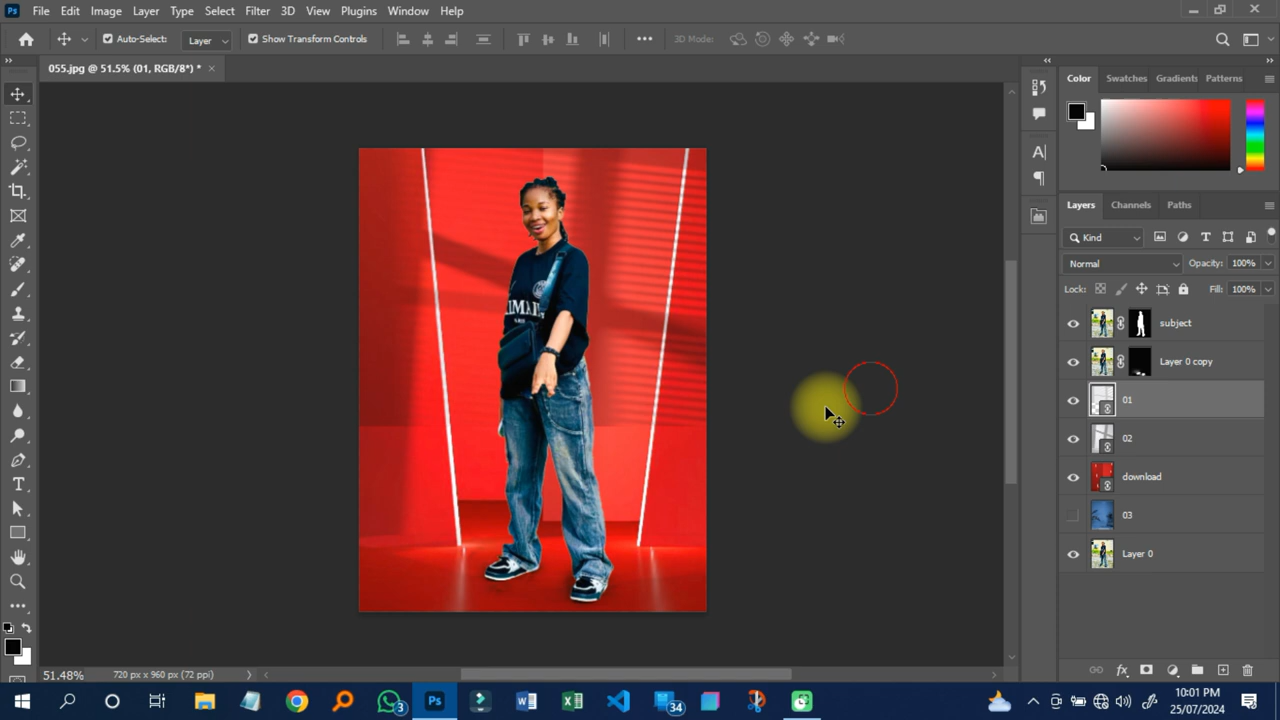 Ps File Edit Image Layer Type Select Filter 3D View Plugins Window Help
Auto-Select: Layer Show Transform Controls 3D Mode:
055.jpg @ 51.5% (01, RGB/8*) *
Color Swatches Gradients Patterns
Layers Channels Paths
Kind
Normal Opacity: 100%
Lock: Fill: 100%
subject
Layer 0 copy
01
02
download
03
Layer 0
51.48% 720 px x 960 px (72 ppi)
3 Ps 34 10:01 PM
25/07/2024